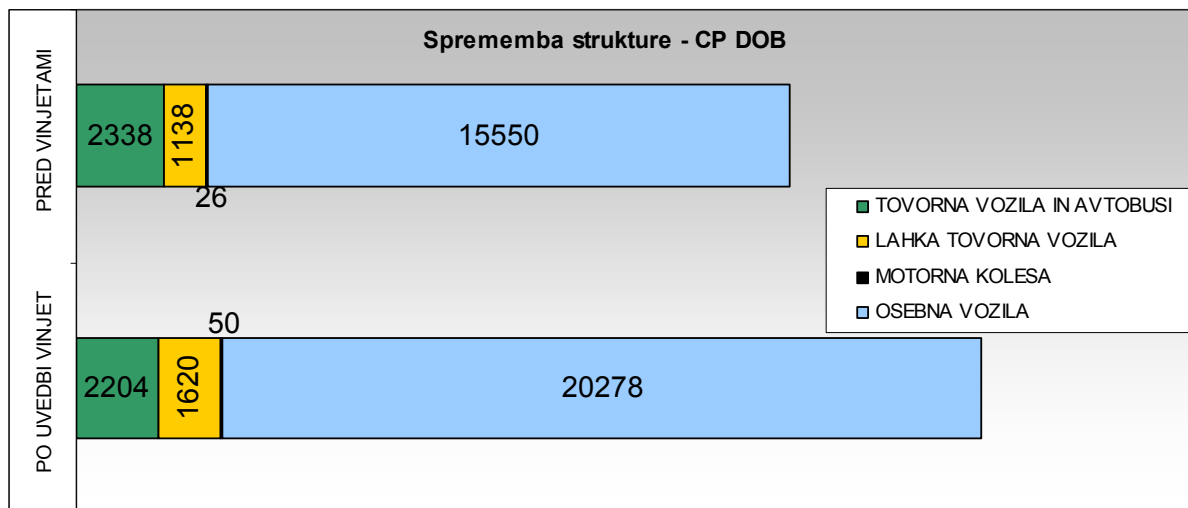 Sprememba strukture - CP DOB
PRED VINJETAMI
2338
1138
26
15550
PO UVEDBI VINJET
2204
1620
50
20278
TOVORNA VOZILA IN AVTOBUSI
LAHKA TOVORNA VOZILA
MOTORNA KOLESA
OSEBNA VOZILA